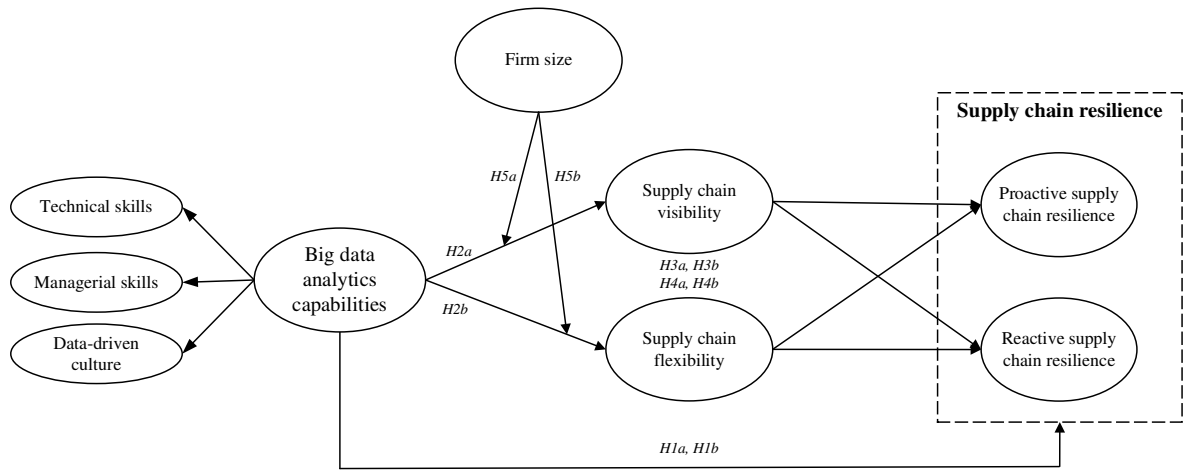 Firm size
Supply chain resilience
H5a
H5b
Technical skills
Supply chain
visibility
Proactive supply
chain resilience
Big data
analytics
capabilities
H2a
Managerial skills
H3a, H3b
H4a, H4b
H2b
Data-driven
culture
Supply chain
flexibility
Reactive supply
chain resilience
H1a, H1b